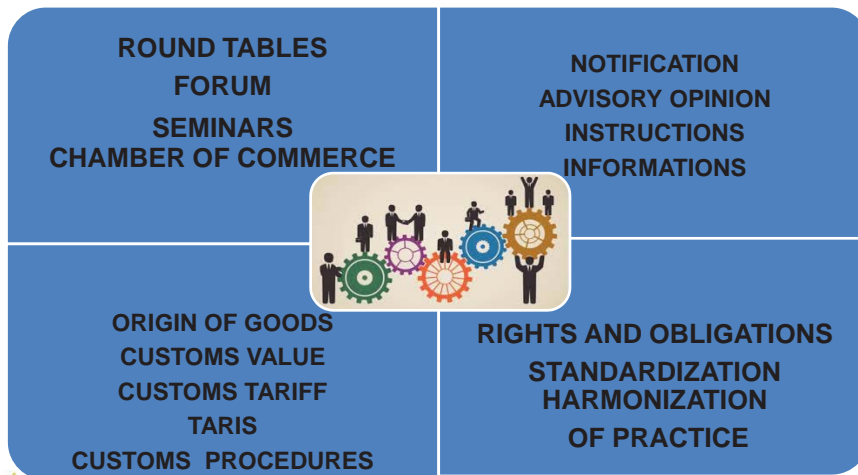 ROUND TABLES
FORUM
SEMINARS
CHAMBER OF COMMERCE
NOTIFICATION
ADVISORY OPINION
INSTRUCTIONS
INFORMATIONS
ORIGIN OF GOODS
CUSTOMS VALUE
CUSTOMS TARIFF
TARIS
CUSTOMS PROCEDURES
RIGHTS AND OBLIGATIONS
STANDARDIZATION
HARMONIZATION
OF PRACTICE